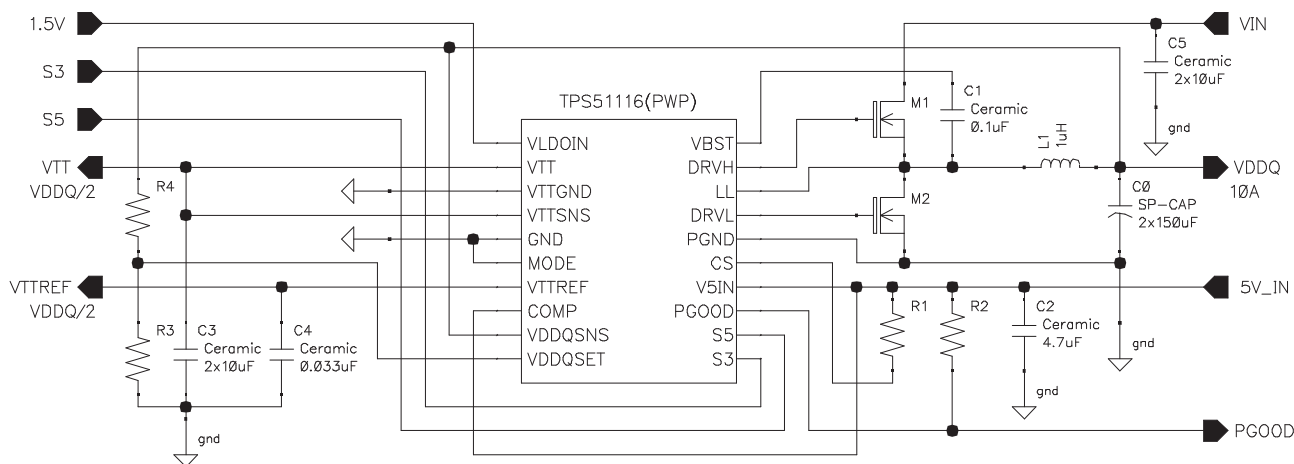 1.5V
S3
S5
VTT
VDDQ/2
VTTREF
VDDQ/2
R4
R3
C3
Ceramic
2x10uF
C4
Ceramic
0.033uF
gnd
TPS51116(PWP)
VLDOIN
VTT
VTTGND
VTTSNS
GND
MODE
VTTREF
COMP
VDDQSNS
VDDQSET
VBST
DRVH
LL
DRVL
PGND
CS
V5IN
PGOOD
S5
S3
M1
M2
C1
Ceramic
0.1uF
L1
1uH
C5
Ceramic
2x10uF
gnd
VIN
VDDQ
10A
C0
SP-CAP
2x150uF
gnd
R1
R2
C2
Ceramic
4.7uF
gnd
5V_IN
PGOOD